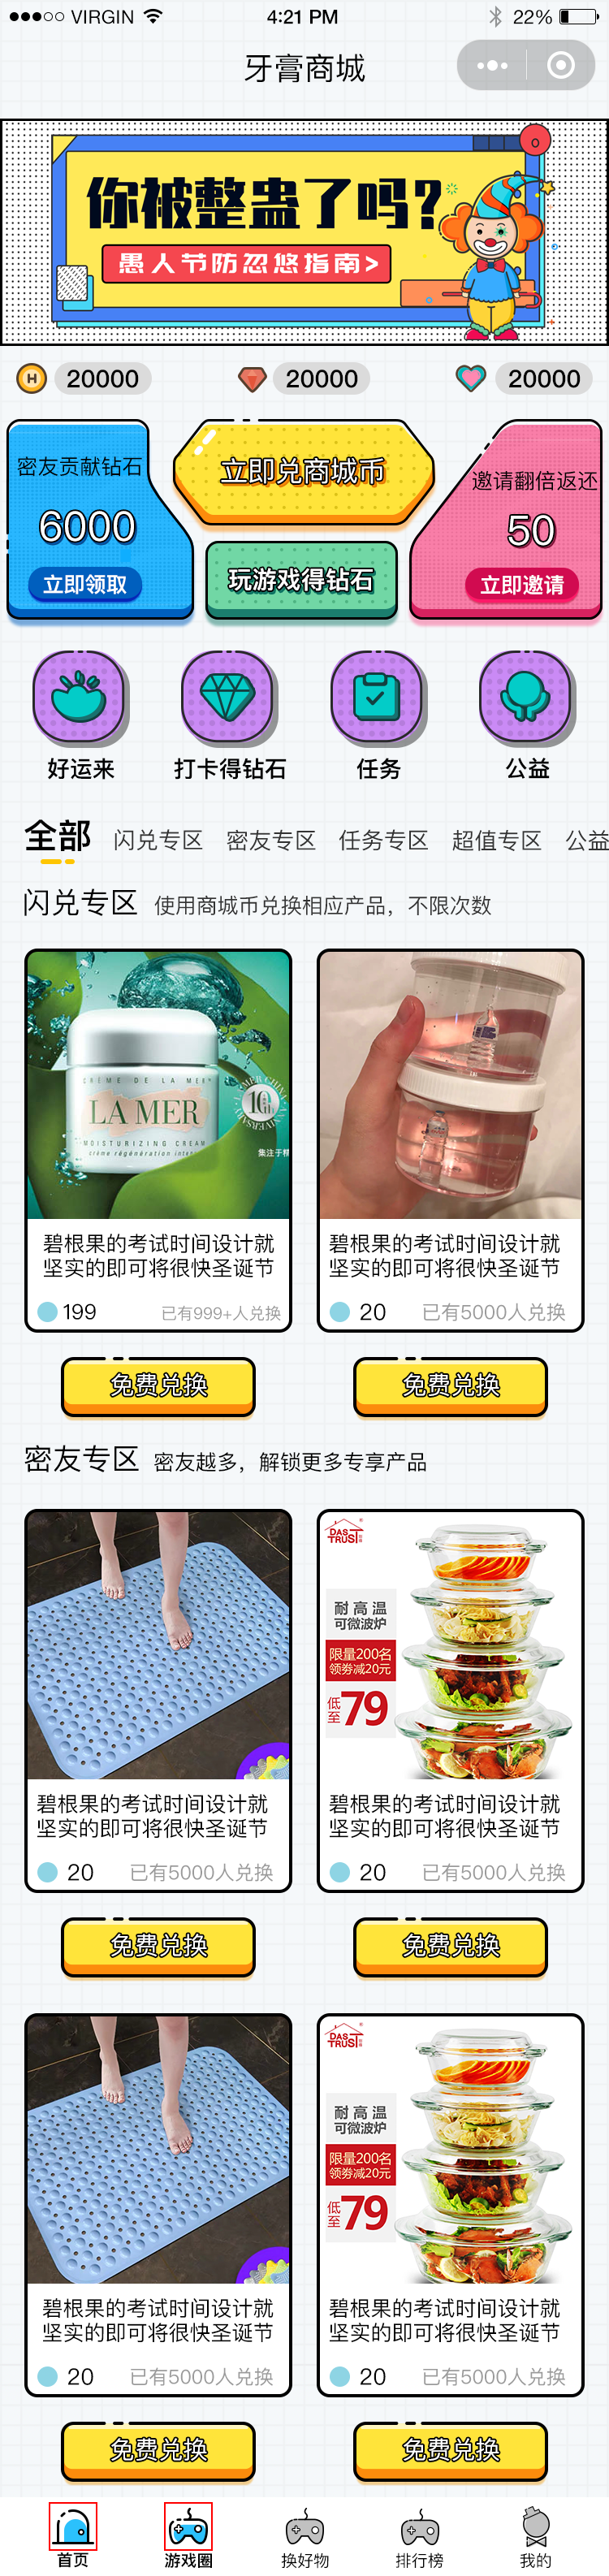 VIRGIN 4:21 PM 22%
牙膏商城
你被整蛊了吗?
愚人节防忽悠指南>
H 20000 20000 20000
密友贡献钻石
6000
立即领取
立即兑商城币
玩游戏得钻石
邀请翻倍返还
50
立即邀请
好运来 打卡得钻石 任务 公益
全部 闪兑专区 密友专区 任务专区 超值专区 公益
闪兑专区 使用商城币兑换相应产品，不限次数
CRÈME DE LA MER
LA MER
MOISTURIZING CREAM
crème régénération inten
集注于精
碧根果的考试时间设计就
坚实的即可将很快圣诞节
199 已有999+人兑换
碧根果的考试时间设计就
坚实的即可将很快圣诞节
20 已有5000人兑换
免费兑换 免费兑换
密友专区 密友越多，解锁更多专享产品
碧根果的考试时间设计就
坚实的即可将很快圣诞节
20 已有5000人兑换
DAS
TRUST
耐高温
可微波炉
限量200名
领券减20元
低至79
碧根果的考试时间设计就
坚实的即可将很快圣诞节
20 已有5000人兑换
免费兑换 免费兑换
碧根果的考试时间设计就
坚实的即可将很快圣诞节
20 已有5000人兑换
DAS
TRUST
耐高温
可微波炉
限量200名
领券减20元
低至79
碧根果的考试时间设计就
坚实的即可将很快圣诞节
20 已有5000人兑换
免费兑换 免费兑换
首页 游戏圈 换好物 排行榜 我的